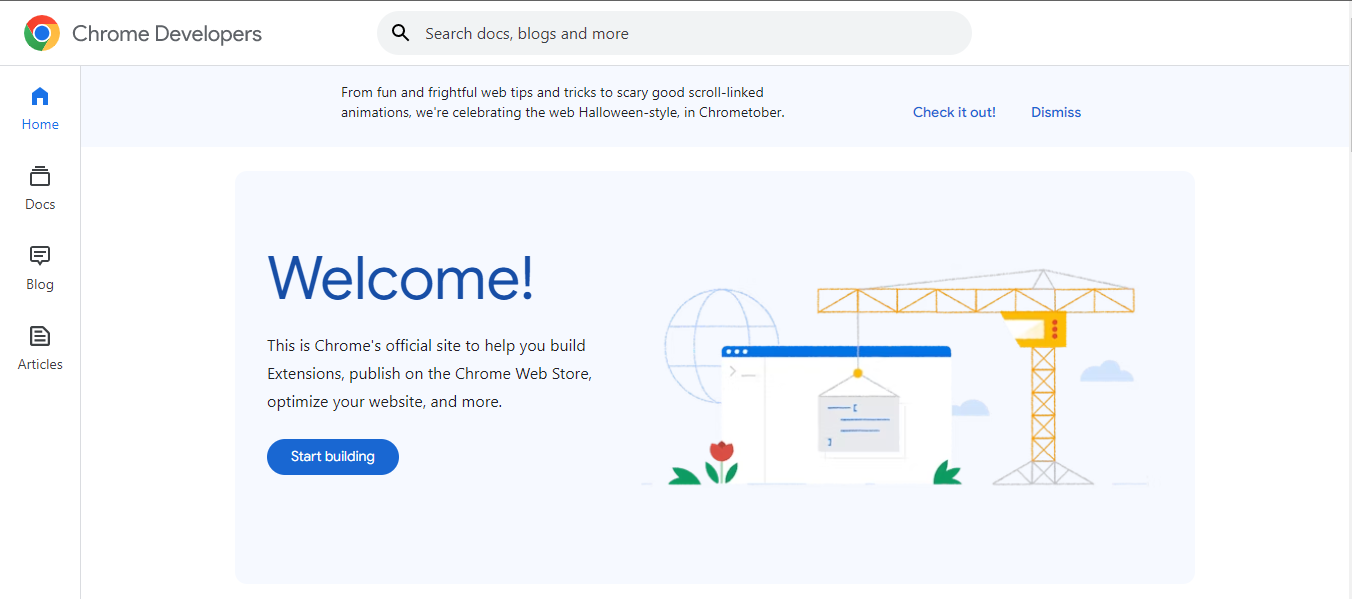 Chrome Developers
Search docs, blogs and more
Home
Docs
Blog
Articles
From fun and frightful web tips and tricks to scary good scroll-linked
animations, we're celebrating the web Halloween-style, in Chrometober.
Check it out!
Dismiss
Welcome!
This is Chrome's official site to help you build
Extensions, publish on the Chrome Web Store,
optimize your website, and more.
Start building